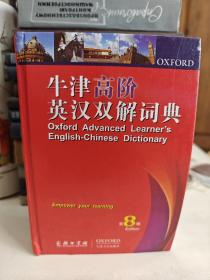 OXFORD
牛津高阶
英汉双解词典
Oxford Advanced Learner's
English-Chinese Dictionary
Empower your learning
第8版
Edition
商务印书馆
OXFORD